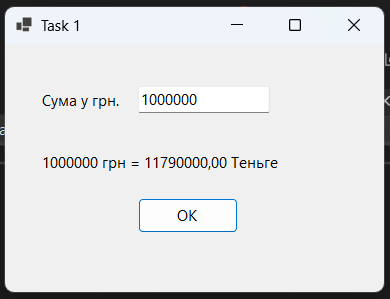 Task 1
Сума у грн. 1000000
1000000 грн = 11790000,00 Теньге
OK